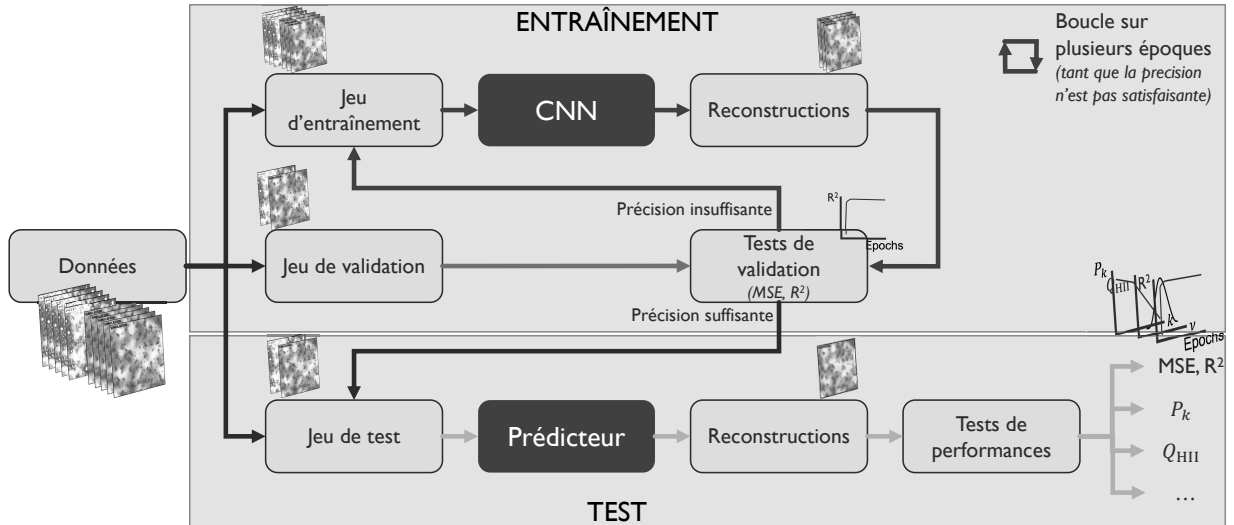 ENTRAÎNEMENT
Boucle sur
plusieurs époques
(tant que la precision
n'est pas satisfaisante)
Jeu
d'entraînement
CNN
Reconstructions
Précision insuffisante
R²
Epochs
Données
Jeu de validation
Tests de
validation
(MSE, R²)
Précision suffisante
P_k
Q_HII
R²
k
ν
Epochs
Jeu de test
Prédicteur
Reconstructions
Tests de
performances
MSE, R²
P_k
Q_HII
…
TEST